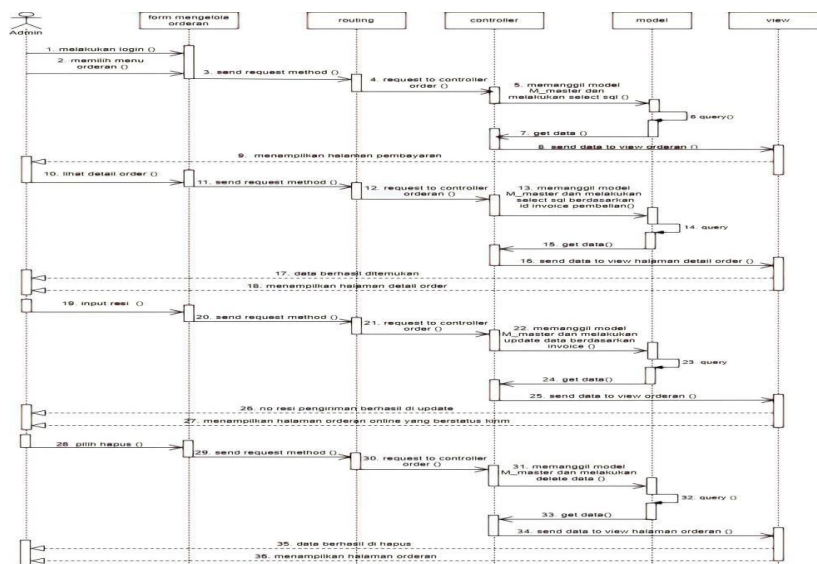 Admin
form mengelola
orderan
routing
controller
model
view
1. melakukan login ()
2. memilih menu
orderan ()
3. send request method ()
4. request to controller
order ()
5. memanggil model
M_master dan
melakukan select sql ()
6 query()
7. get data ()
8. send data to view orderan ()
9. menampilkan halaman pembayaran
10. lihat detail order ()
11. send request method()
12. request to controller
orderan ()
13. memanggil model
M_master dan melakukan
select sql berdasarkan
id invoice pembelian()
14. query
15. get data()
16. send data to view halaman detail order ()
17. data berhasil ditemukan
18. menampilkan halaman detail order
19. input resi ()
20. send request method ()
21. request to controller
order ()
22. memanggil model
M_master dan melakukan
update data berdasarkan
invoice ()
23. query
24. get data()
25. send data to view orderan ()
26. no resi pengiriman berhasil di update
27. menampilkan halaman orderan online yang berstatus kirim
28. pilih hapus ()
29. send request method ()
30. request to controller
order ()
31. memanggil model
M_master dan melakukan
delete data ()
32. query ()
33. get data()
34. send data to view halaman orderan ()
35. data berhasil di hapus
36. menampilkan halaman orderan